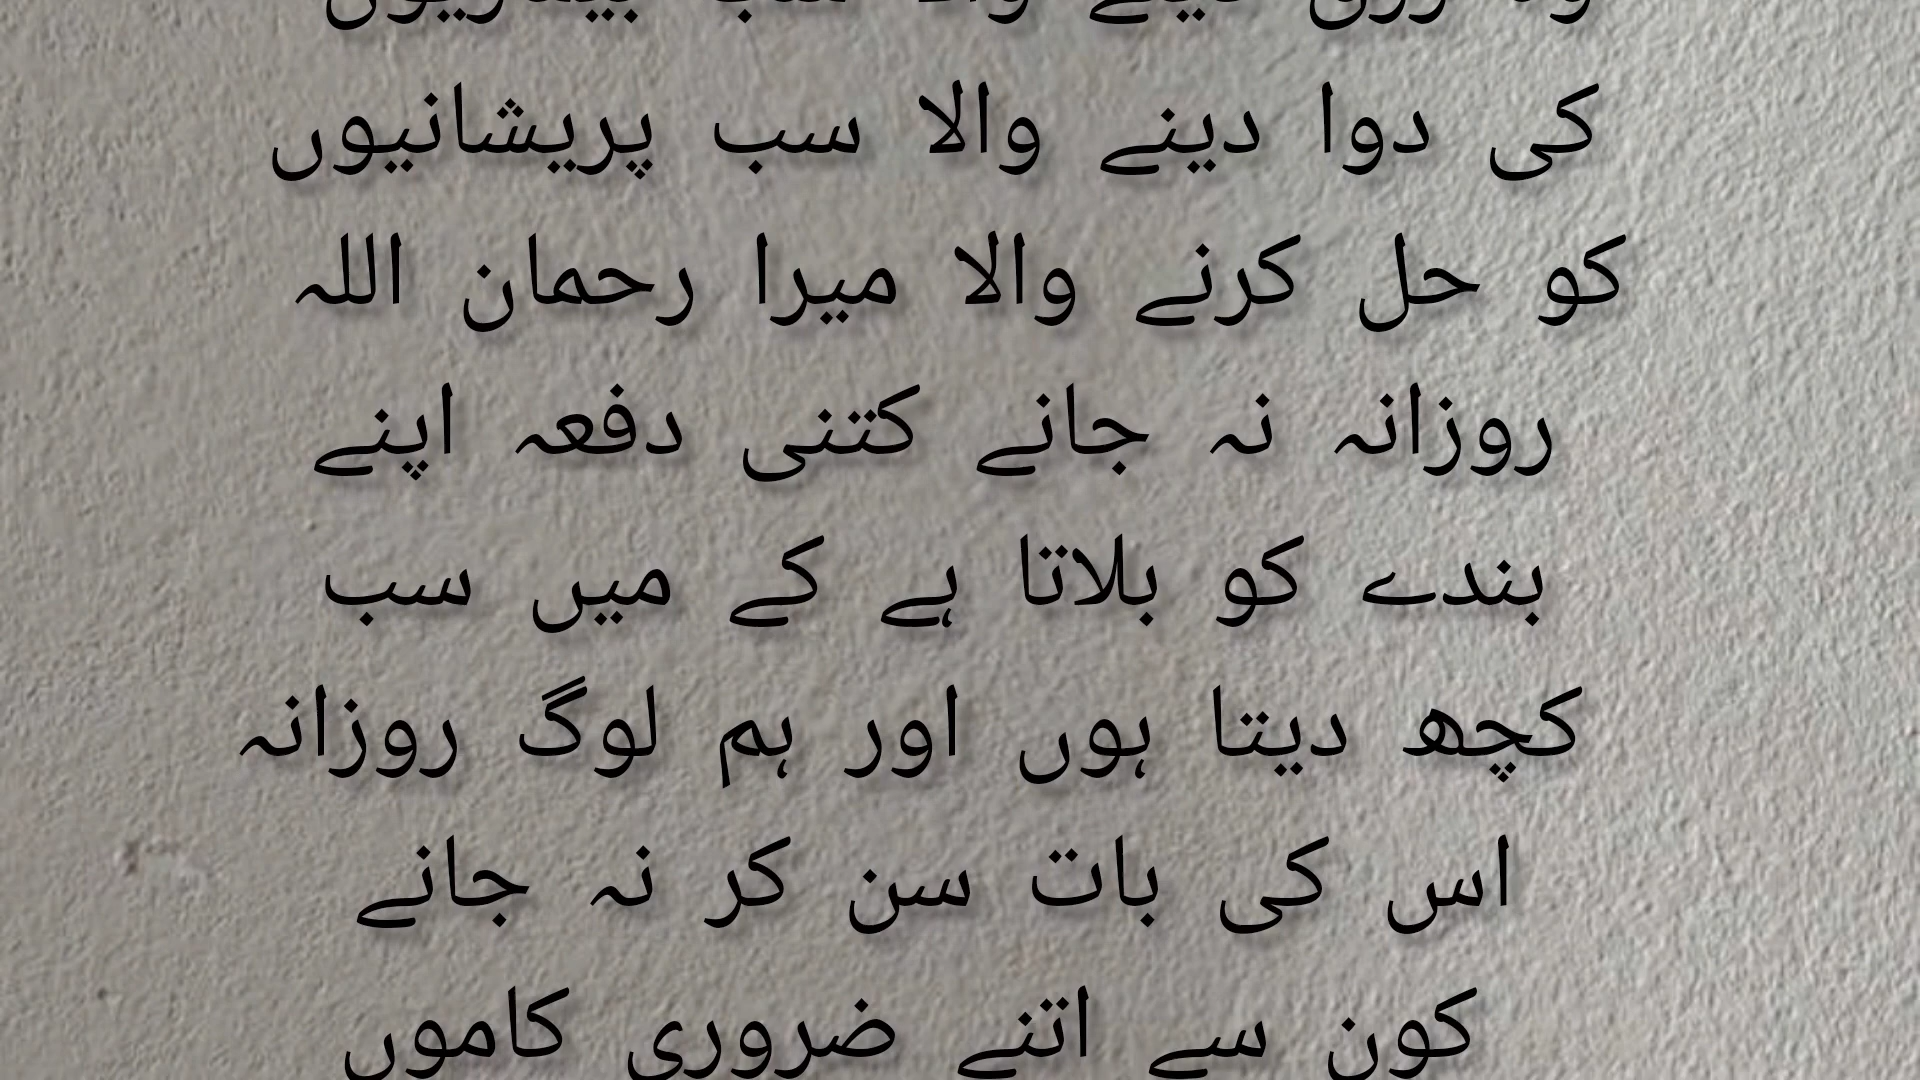 کی دوا دینے والا سب پریشانیوں
کو حل کرنے والا میرا رحمان اللہ
روزانہ نہ جانے کتنی دفعہ اپنے
بندے کو بلاتا ہے کے میں سب
کچھ دیتا ہوں اور ہم لوگ روزانہ
اس کی بات سن کر نہ جانے
کون سے اتنے ضروری کاموں